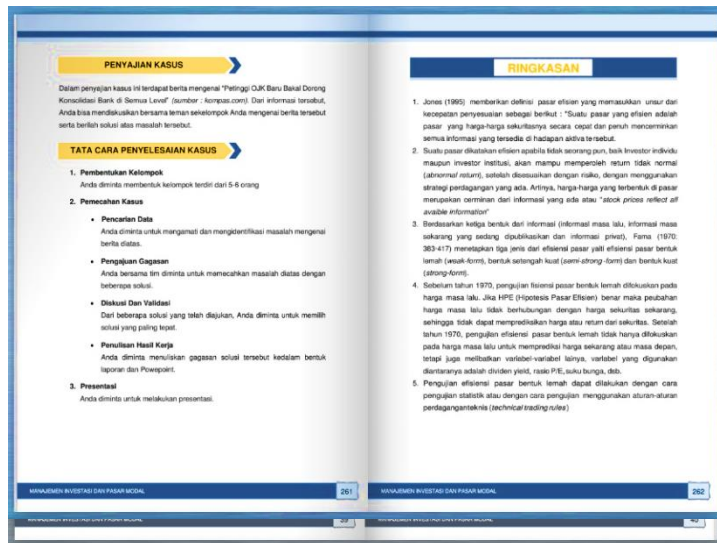 PENYAJIAN KASUS
Dalam penyajian kasus ini terdapat berita mengenai "Petinggi OJK Baru Bakal Dorong
Konsolidasi Bank di Semua Level" (sumber : kompas.com). Dari informasi tersebut,
Anda bisa mendiskusikan bersama teman sekelompok Anda mengenai berita tersebut
serta berilah solusi atas masalah tersebut.
TATA CARA PENYELESAIAN KASUS
1. Pembentukan Kelompok
Anda diminta membentuk kelompok terdiri dari 5-6 orang
2. Pemecahan Kasus
• Pencarian Data
Anda diminta untuk mengamati dan mengidentifikasi masalah mengenai
berita diatas.
• Pengajuan Gagasan
Anda bersama tim diminta untuk memecahkan masalah diatas dengan
beberapa solusi.
• Diskusi Dan Validasi
Dari beberapa solusi yang telah diajukan, Anda diminta untuk memilih
solusi yang paling tepat.
• Penulisan Hasil Kerja
Anda diminta menuliskan gagasan solusi tersebut kedalam bentuk
laporan dan Powepoint.
3. Presentasi
Anda diminta untuk melakukan presentasi.
MANAJEMEN INVESTASI DAN PASAR MODAL 261
RINGKASAN
1. Jones (1995) memberikan definisi pasar efisien yang memasukkan unsur dari
kecepatan penyesuaian sebagai berikut : "Suatu pasar yang efisien adalah
pasar yang harga-harga sekuritasnya secara cepat dan penuh mencerminkan
semua informasi yang tersedia di hadapan aktiva tersebut.
2. Suatu pasar dikatakan efisien apabila tidak seorang pun, baik Investor individu
maupun investor institusi, akan mampu memperoleh return tidak normal
(abnormal return), setelah disesuaikan dengan risiko, dengan menggunakan
strategi perdagangan yang ada. Artinya, harga-harga yang terbentuk di pasar
merupakan cerminan dari informasi yang ada atau "stock prices reflect all
avaible information"
3. Berdasarkan ketiga bentuk dari informasi (informasi masa lalu, informasi masa
sekarang yang sedang dipublikasikan dan informasi privat), Fama (1970:
383-417) menetapkan tiga jenis dari efisiensi pasar yaiti efisiensi pasar bentuk
lemah (weak-form), bentuk setengah kuat (semi-strong -form) dan bentuk kuat
(strong-form).
4. Sebelum tahun 1970, pengujian fisiensi pasar bentuk lemah difokuskan pada
harga masa lalu. Jika HPE (Hipotesis Pasar Efisien) benar maka peubahan
harga masa lalu tidak berhubungan dengan harga sekuritas sekarang,
sehingga tidak dapat memprediksikan harga atau return dari sekuritas. Setelah
tahun 1970, pengujian efisiensi pasar bentuk lemah tidak hanya difokuskan
pada harga masa lalu untuk memprediksi harga sekarang atau masa depan,
tetapi juga melibatkan variabel-variabel lainya, variabel yang digunakan
diantaranya adalah dividen yield, rasio P/E, suku bunga, dsb.
5. Pengujian efisiensi pasar bentuk lemah dapat dilakukan dengan cara
pengujian statistik atau dengan cara pengujian menggunakan aturan-aturan
perdaganganteknis (technical trading rules)
MANAJEMEN INVESTASI DAN PASAR MODAL 262